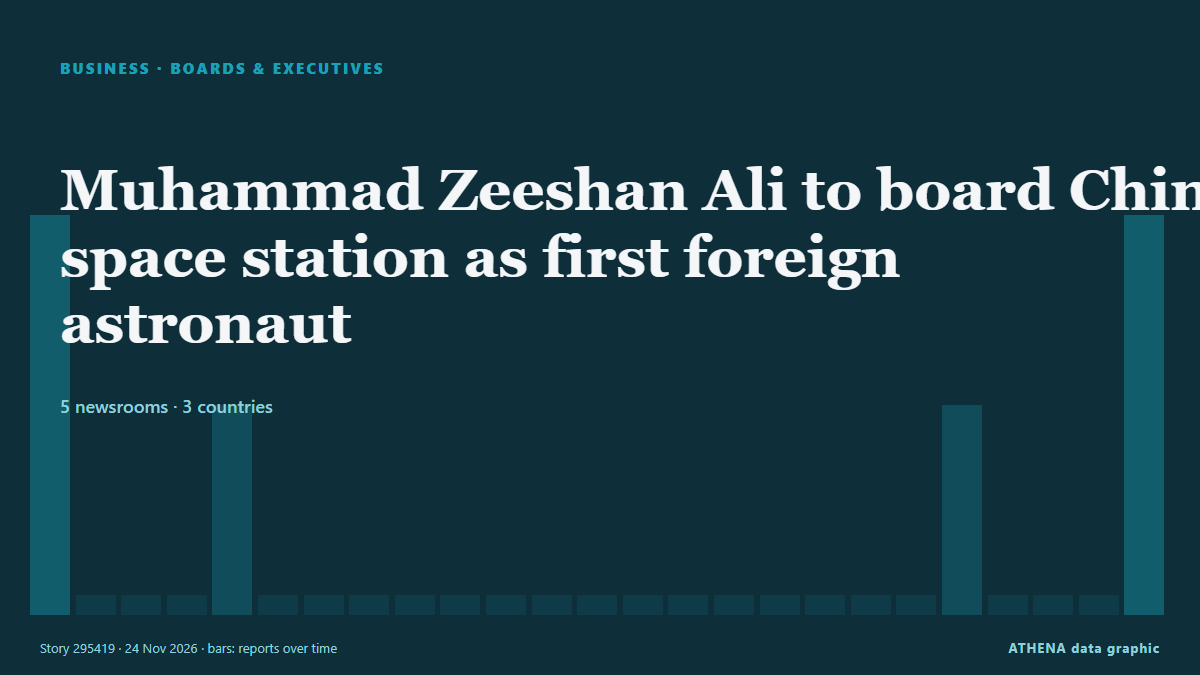 BUSINESS · BOARDS & EXECUTIVES
Muhammad Zeeshan Ali to board Chin
space station as first foreign
astronaut
5 newsrooms · 3 countries
Story 295419 · 24 Nov 2026 · bars: reports over time
ATHENA data graphic